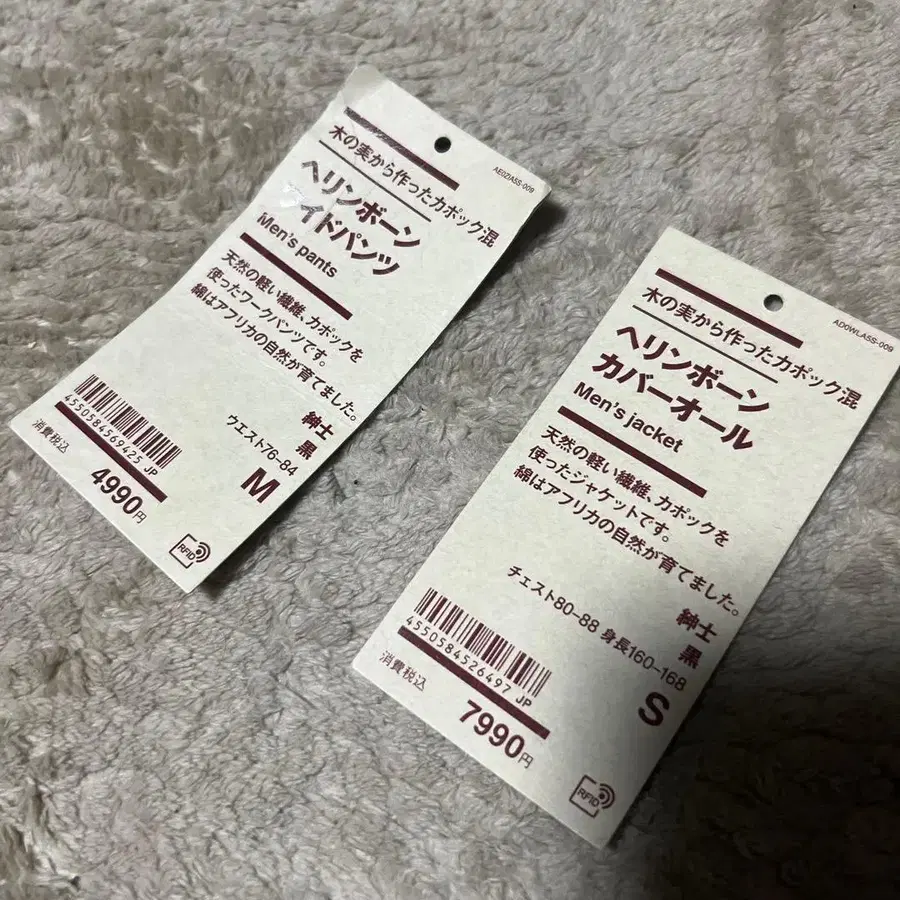 AE0ZIA5S-009
木の実から作ったカポック混
ヘリンボーン
イドパンツ
Men's pants
天然の軽い繊維、カポックを
使ったワークパンツです。
綿はアフリカの自然が育てました。
紳士
黒
ウエスト76-84
M
4550584569425 JP
消費税込
4990円
RFID
AD0WLA5S-009
木の実から作ったカポック混
ヘリンボーン
カバーオール
Men's jacket
天然の軽い繊維、カポックを
使ったジャケットです。
綿はアフリカの自然が育てました。
紳士
黒
チェスト80-88 身長160-168
S
4550584526497 JP
消費税込
7990円
RFID